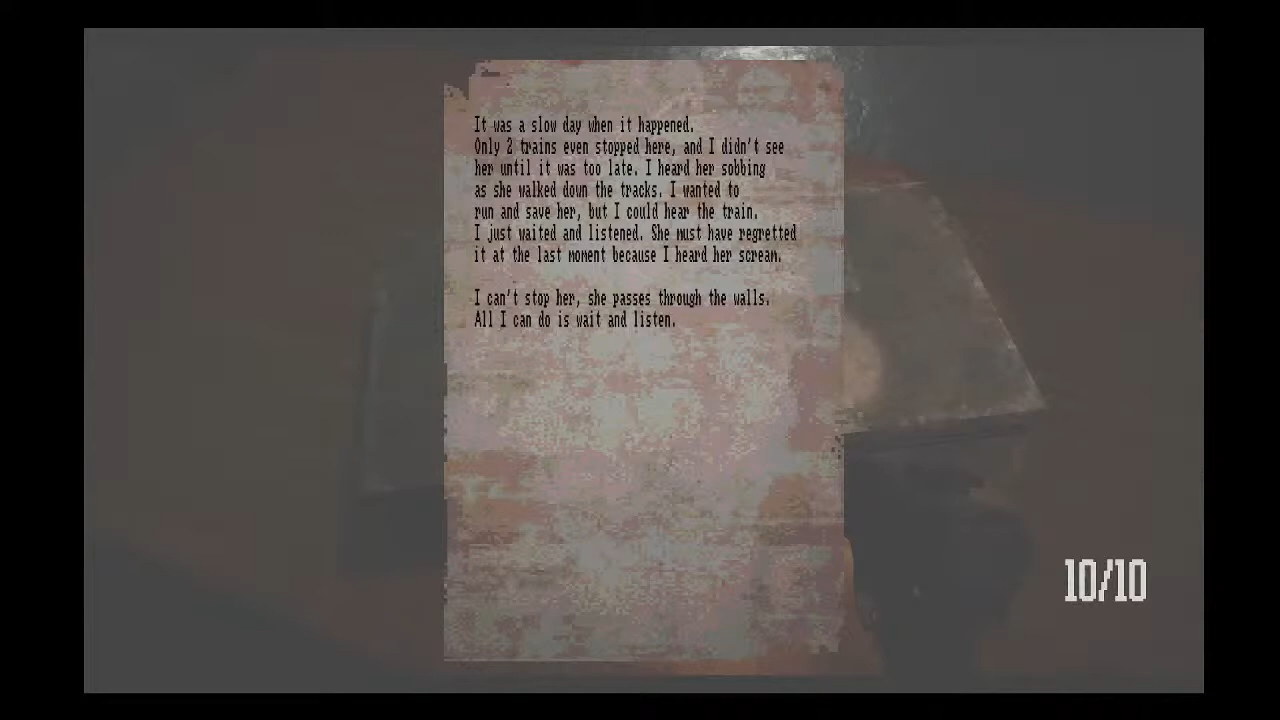 It was a slow day when it happened.
Only 2 trains even stopped here, and I didn't see
her until it was too late. I heard her sobbing
as she walked down the tracks. I wanted to
run and save her, but I could hear the train.
I just waited and listened. She must have regretted
it at the last moment because I heard her scream.
I can't stop her, she passes through the walls.
All I can do is wait and listen.
10/10